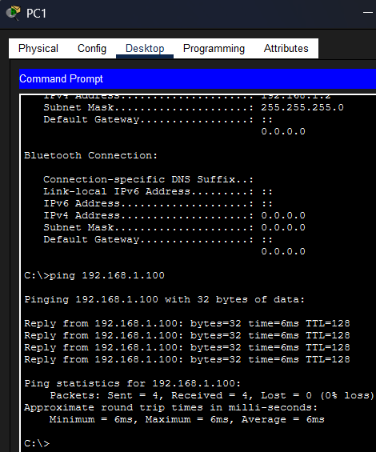 PC1
Physical Config Desktop Programming Attributes
Command Prompt
IPv4 Address....................: 192.168.1.2
Subnet Mask.....................: 255.255.255.0
Default Gateway.................: ::
0.0.0.0
Bluetooth Connection:
Connection-specific DNS Suffix..:
Link-local IPv6 Address.........: ::
IPv6 Address....................: ::
IPv4 Address....................: 0.0.0.0
Subnet Mask.....................: 0.0.0.0
Default Gateway.................: ::
0.0.0.0
C:\>ping 192.168.1.100
Pinging 192.168.1.100 with 32 bytes of data:
Reply from 192.168.1.100: bytes=32 time=6ms TTL=128
Reply from 192.168.1.100: bytes=32 time=6ms TTL=128
Reply from 192.168.1.100: bytes=32 time=6ms TTL=128
Reply from 192.168.1.100: bytes=32 time=6ms TTL=128
Ping statistics for 192.168.1.100:
Packets: Sent = 4, Received = 4, Lost = 0 (0% loss)
Approximate round trip times in milli-seconds:
Minimum = 6ms, Maximum = 6ms, Average = 6ms
C:\>